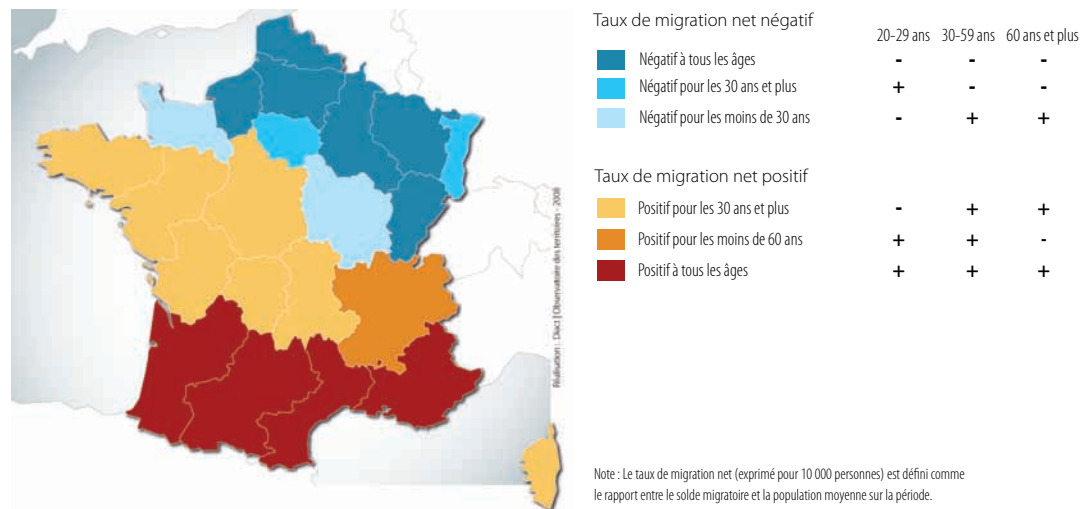 Taux de migration net négatif
20-29 ans 30-59 ans 60 ans et plus
Négatif à tous les âges - - -
Négatif pour les 30 ans et plus + - -
Négatif pour les moins de 30 ans - + +
Taux de migration net positif
Positif pour les 30 ans et plus - + +
Positif pour les moins de 60 ans + + -
Positif à tous les âges + + +
Réalisation : Diact | Observatoire des territoires - 2008
Note : Le taux de migration net (exprimé pour 10 000 personnes) est défini comme
le rapport entre le solde migratoire et la population moyenne sur la période.